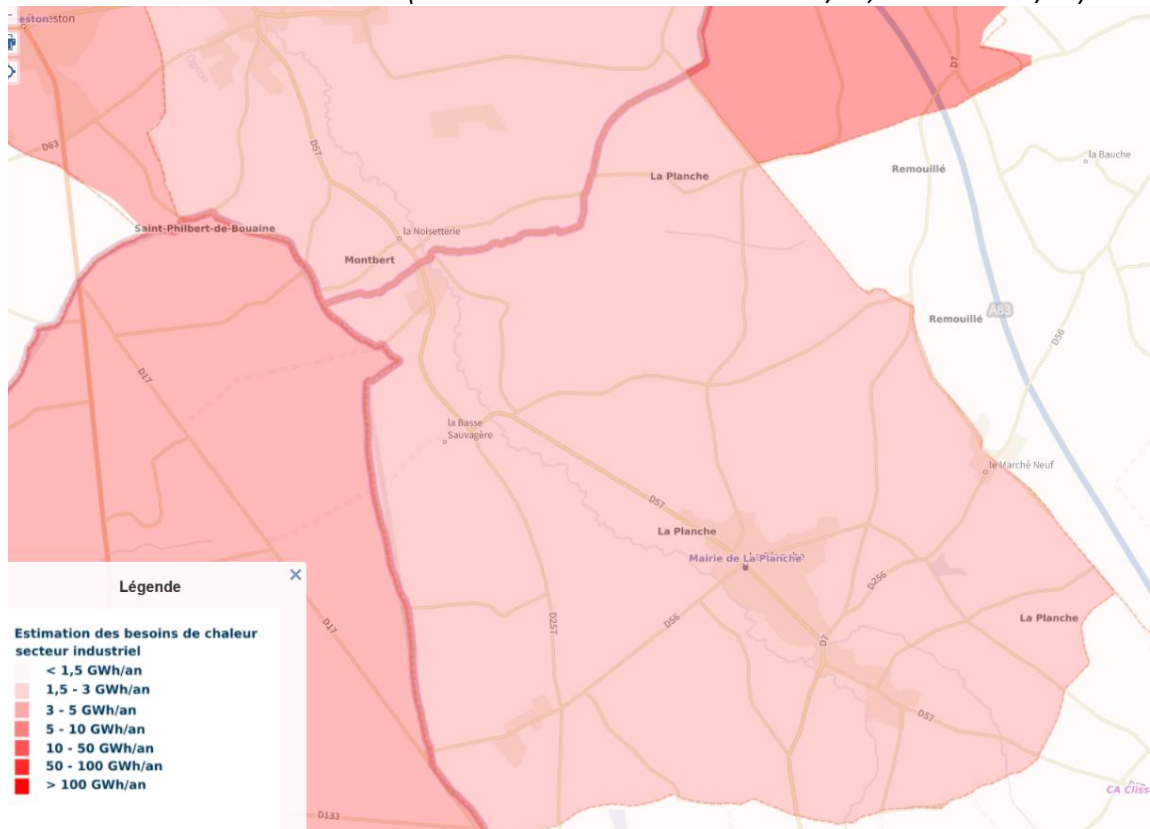 eston
D63
Ognon
D57
D7
La Planche
Remouillé
la Bauche
Saint-Philbert-de-Bouaine
la Noisetterie
Montbert
A83
Remouillé
D56
D17
la Basse
Sauvagère
le Marché Neuf
D57
La Planche
Mairie de La Planche
D256
La Planche
D257
D56
D7
D57
D17
D133
CA Cliss
Légende
Estimation des besoins de chaleur
secteur industriel
< 1,5 GWh/an
1,5 - 3 GWh/an
3 - 5 GWh/an
5 - 10 GWh/an
10 - 50 GWh/an
50 - 100 GWh/an
> 100 GWh/an